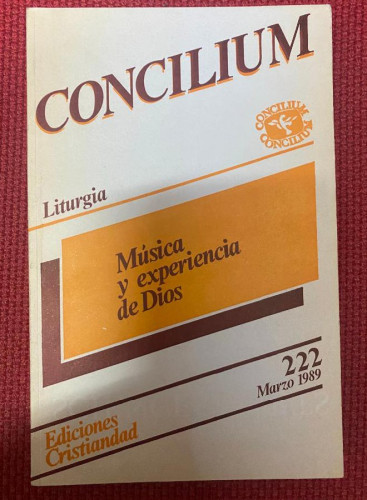 CONCILIUM
CONCILIUM
CONCILIUM
Liturgia
Música
y experiencia
de Dios
222
Marzo 1989
Ediciones
Cristiandad